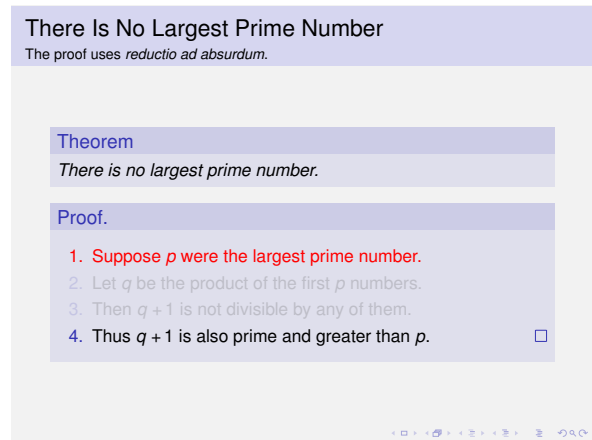 There Is No Largest Prime Number
The proof uses reductio ad absurdum.
Theorem
There is no largest prime number.
Proof.
1. Suppose p were the largest prime number.
2. Let q be the product of the first p numbers.
3. Then q + 1 is not divisible by any of them.
4. Thus q + 1 is also prime and greater than p.